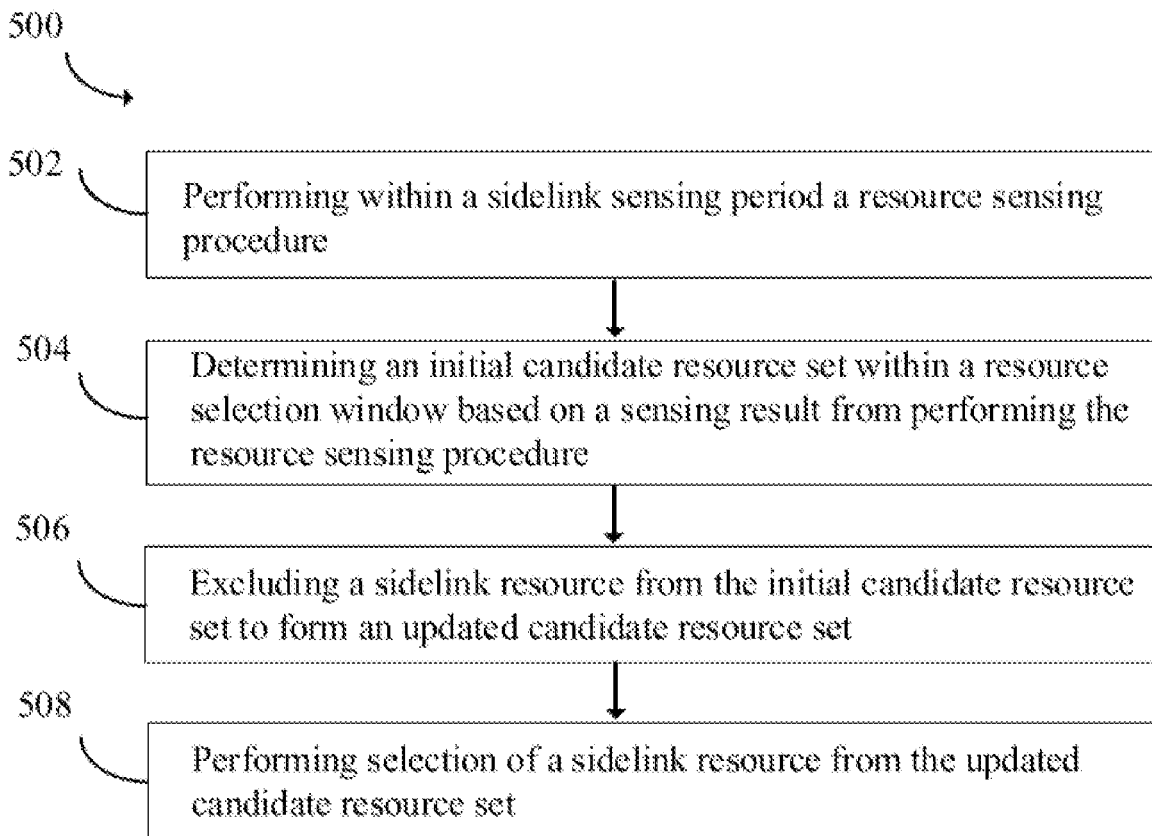 500
502
Performing within a sidelink sensing period a resource sensing
procedure
504
Determining an initial candidate resource set within a resource
selection window based on a sensing result from performing the
resource sensing procedure
506
Excluding a sidelink resource from the initial candidate resource
set to form an updated candidate resource set
508
Performing selection of a sidelink resource from the updated
candidate resource set